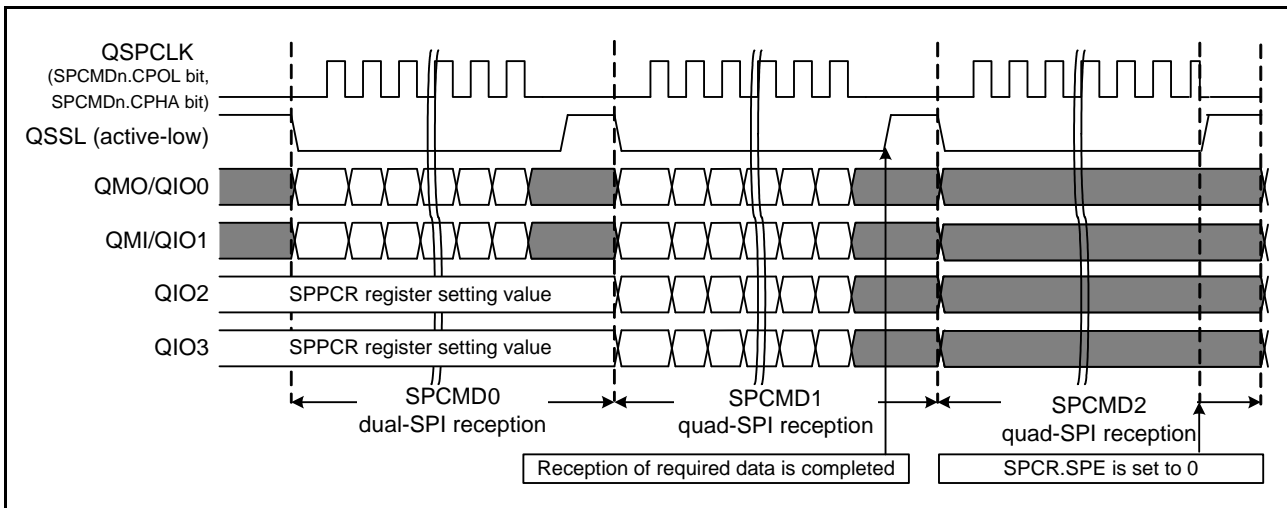 QSPCLK
(SPCMDn.CPOL bit,
SPCMDn.CPHA bit)
QSSL (active-low)
QMO/QIO0
QMI/QIO1
QIO2
SPPCR register setting value
QIO3
SPPCR register setting value
SPCMD0
dual-SPI reception
SPCMD1
quad-SPI reception
SPCMD2
quad-SPI reception
Reception of required data is completed
SPCR.SPE is set to 0